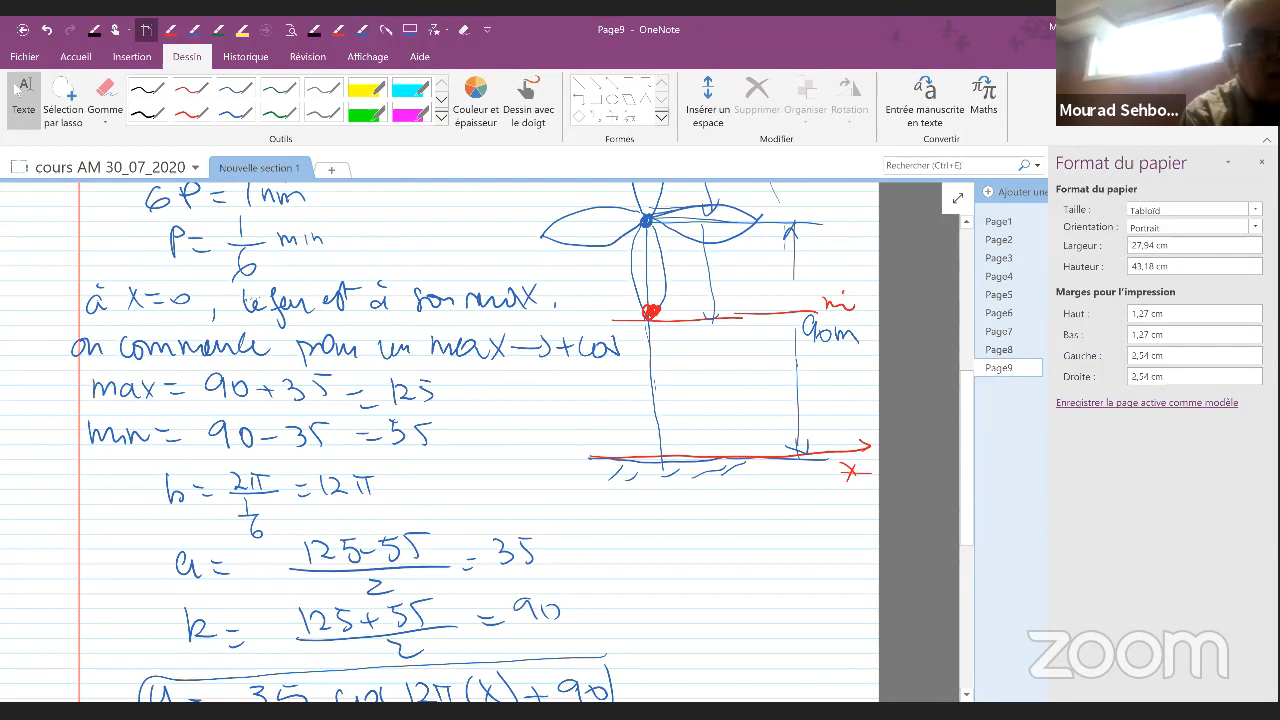 Page9 - OneNote
Fichier Accueil Insertion Dessin Historique Révision Affichage Aide
Texte
Sélection par lasso
Gomme
Outils
Couleur et épaisseur
Dessin avec le doigt
Formes
Insérer un espace
Supprimer
Organiser
Rotation
Modifier
Entrée manuscrite en texte
Maths
Convertir
Mourad Sehbo...
cours AM 30_07_2020
Nouvelle section 1
Rechercher (Ctrl+E)
Ajouter une
Page1
Page2
Page3
Page4
Page5
Page6
Page7
Page8
Page9
Format du papier
Format du papier
Taille : Tabloïd
Orientation : Portrait
Largeur : 27,94 cm
Hauteur : 43,18 cm
Marges pour l'impression
Haut : 1,27 cm
Bas : 1,27 cm
Gauche : 2,54 cm
Droite : 2,54 cm
Enregistrer la page active comme modèle
P = 1/6 min
à x=0, est à son max.
on commence pour un max → + cos
max = 90 + 35 = 125
min = 90 - 35 = 55
b = 2π/(1/6) = 12π
a = (125-55)/2 = 35
k = (125+55)/2 = 90
y = 35 cos 12π(x) + 90
90m
x
zoom